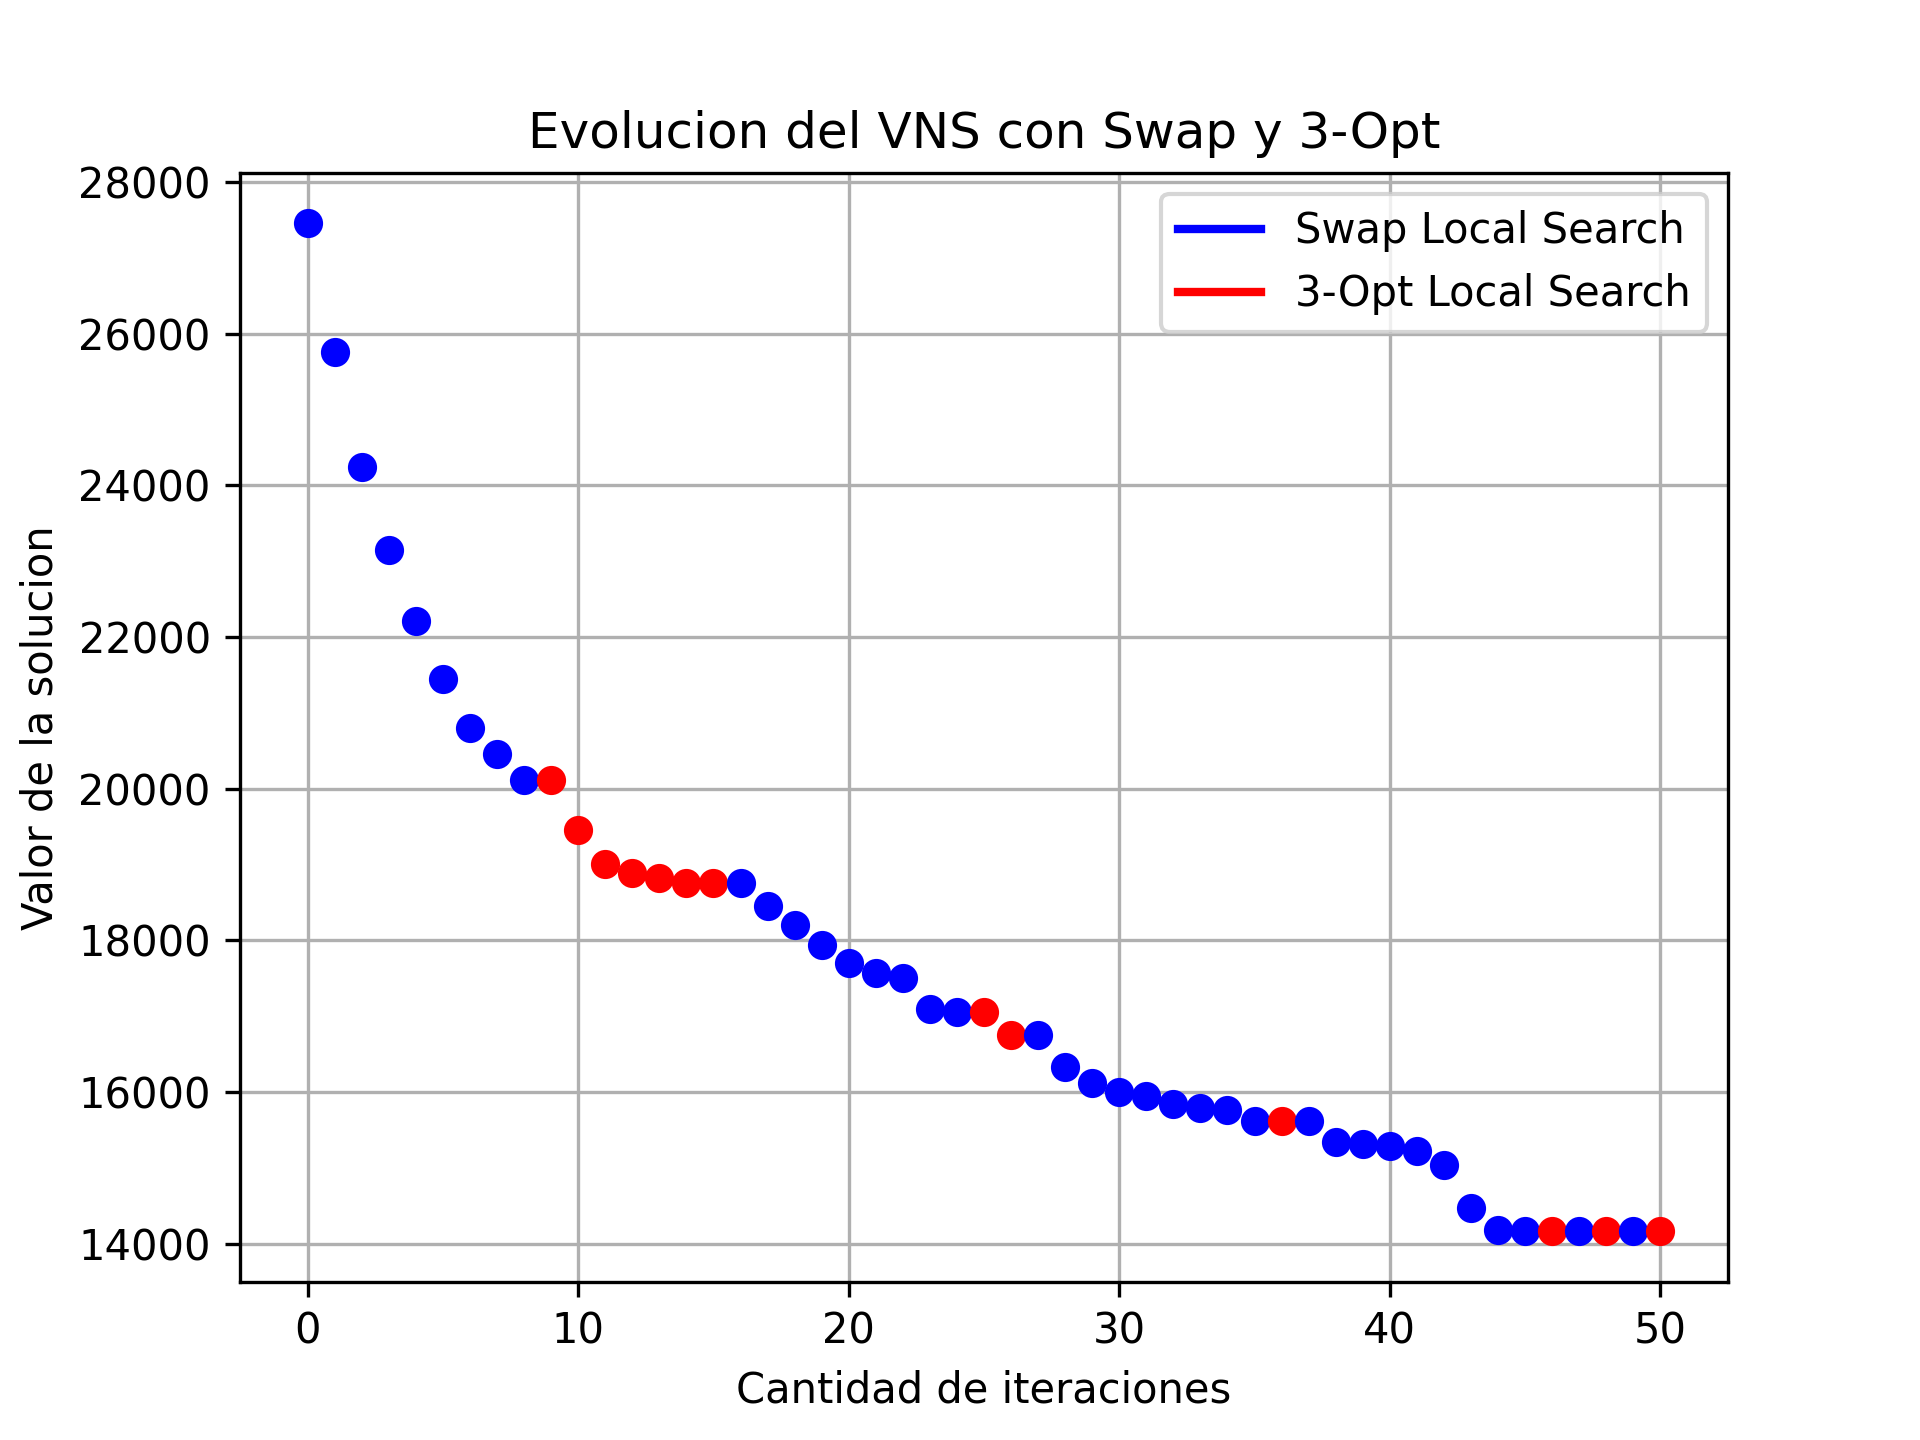 Evolucion del VNS con Swap y 3-Opt
28000
26000
24000
22000
20000
18000
16000
14000
Valor de la solucion
Swap Local Search
3-Opt Local Search
0 10 20 30 40 50
Cantidad de iteraciones